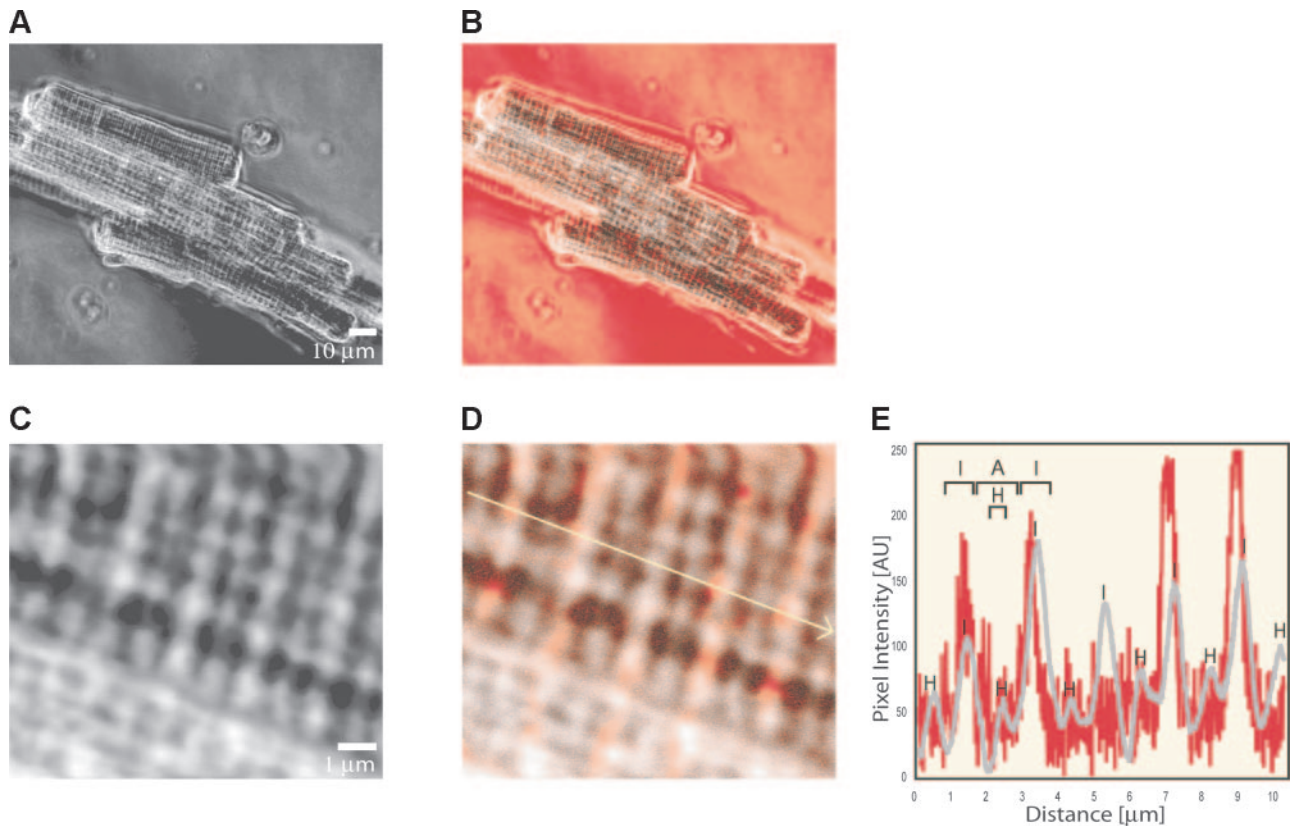 A
B
10 µm
C
D
E
1 µm
Pixel Intensity [AU]
250
200
150
100
50
0
I A I
H
H I H I H I H I H I H
0 1 2 3 4 5 6 7 8 9 10
Distance [µm]